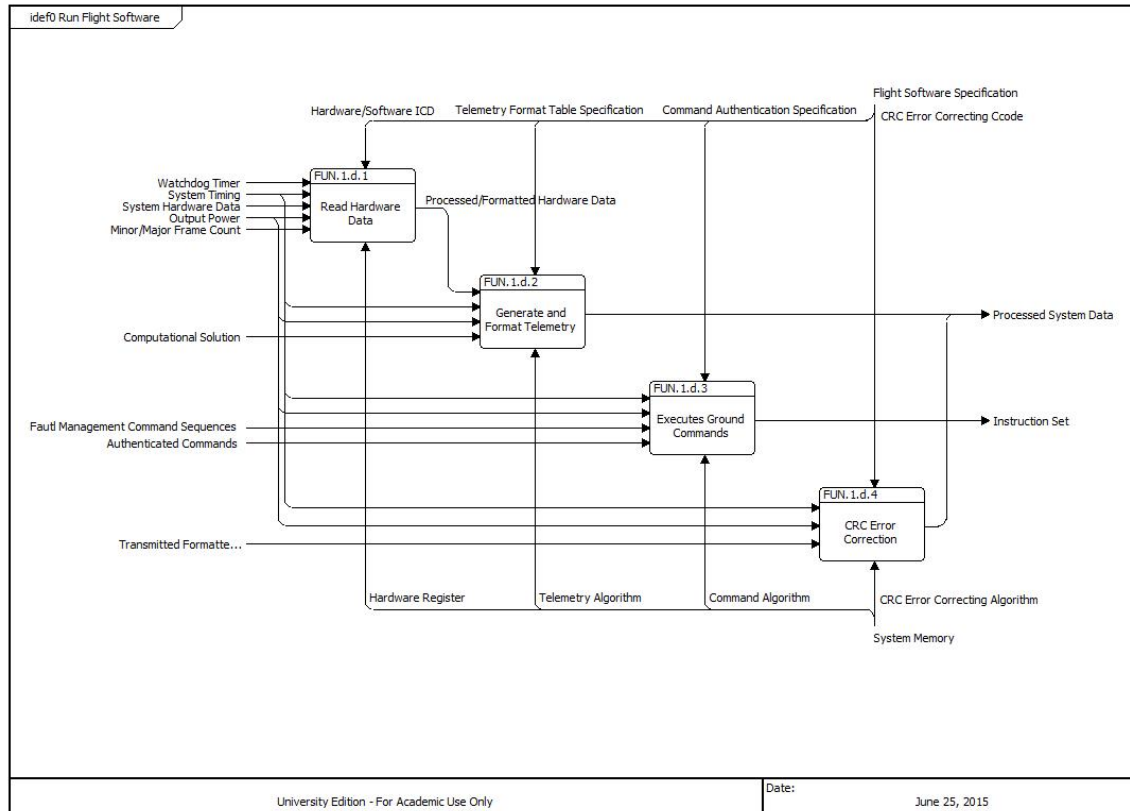 idef0 Run Flight Software
Flight Software Specification
Hardware/Software ICD
Telemetry Format Table Specification
Command Authentication Specification
CRC Error Correcting Ccode
FUN.1.d.1
Read Hardware
Data
Watchdog Timer
System Timing
System Hardware Data
Output Power
Minor/Major Frame Count
Processed/Formatted Hardware Data
FUN.1.d.2
Generate and
Format Telemetry
Processed System Data
Computational Solution
FUN.1.d.3
Executes Ground
Commands
Instruction Set
Fautl Management Command Sequences
Authenticated Commands
FUN.1.d.4
CRC Error
Correction
Transmitted Formatte...
Hardware Register
Telemetry Algorithm
Command Algorithm
CRC Error Correcting Algorithm
System Memory
University Edition - For Academic Use Only
Date:
June 25, 2015